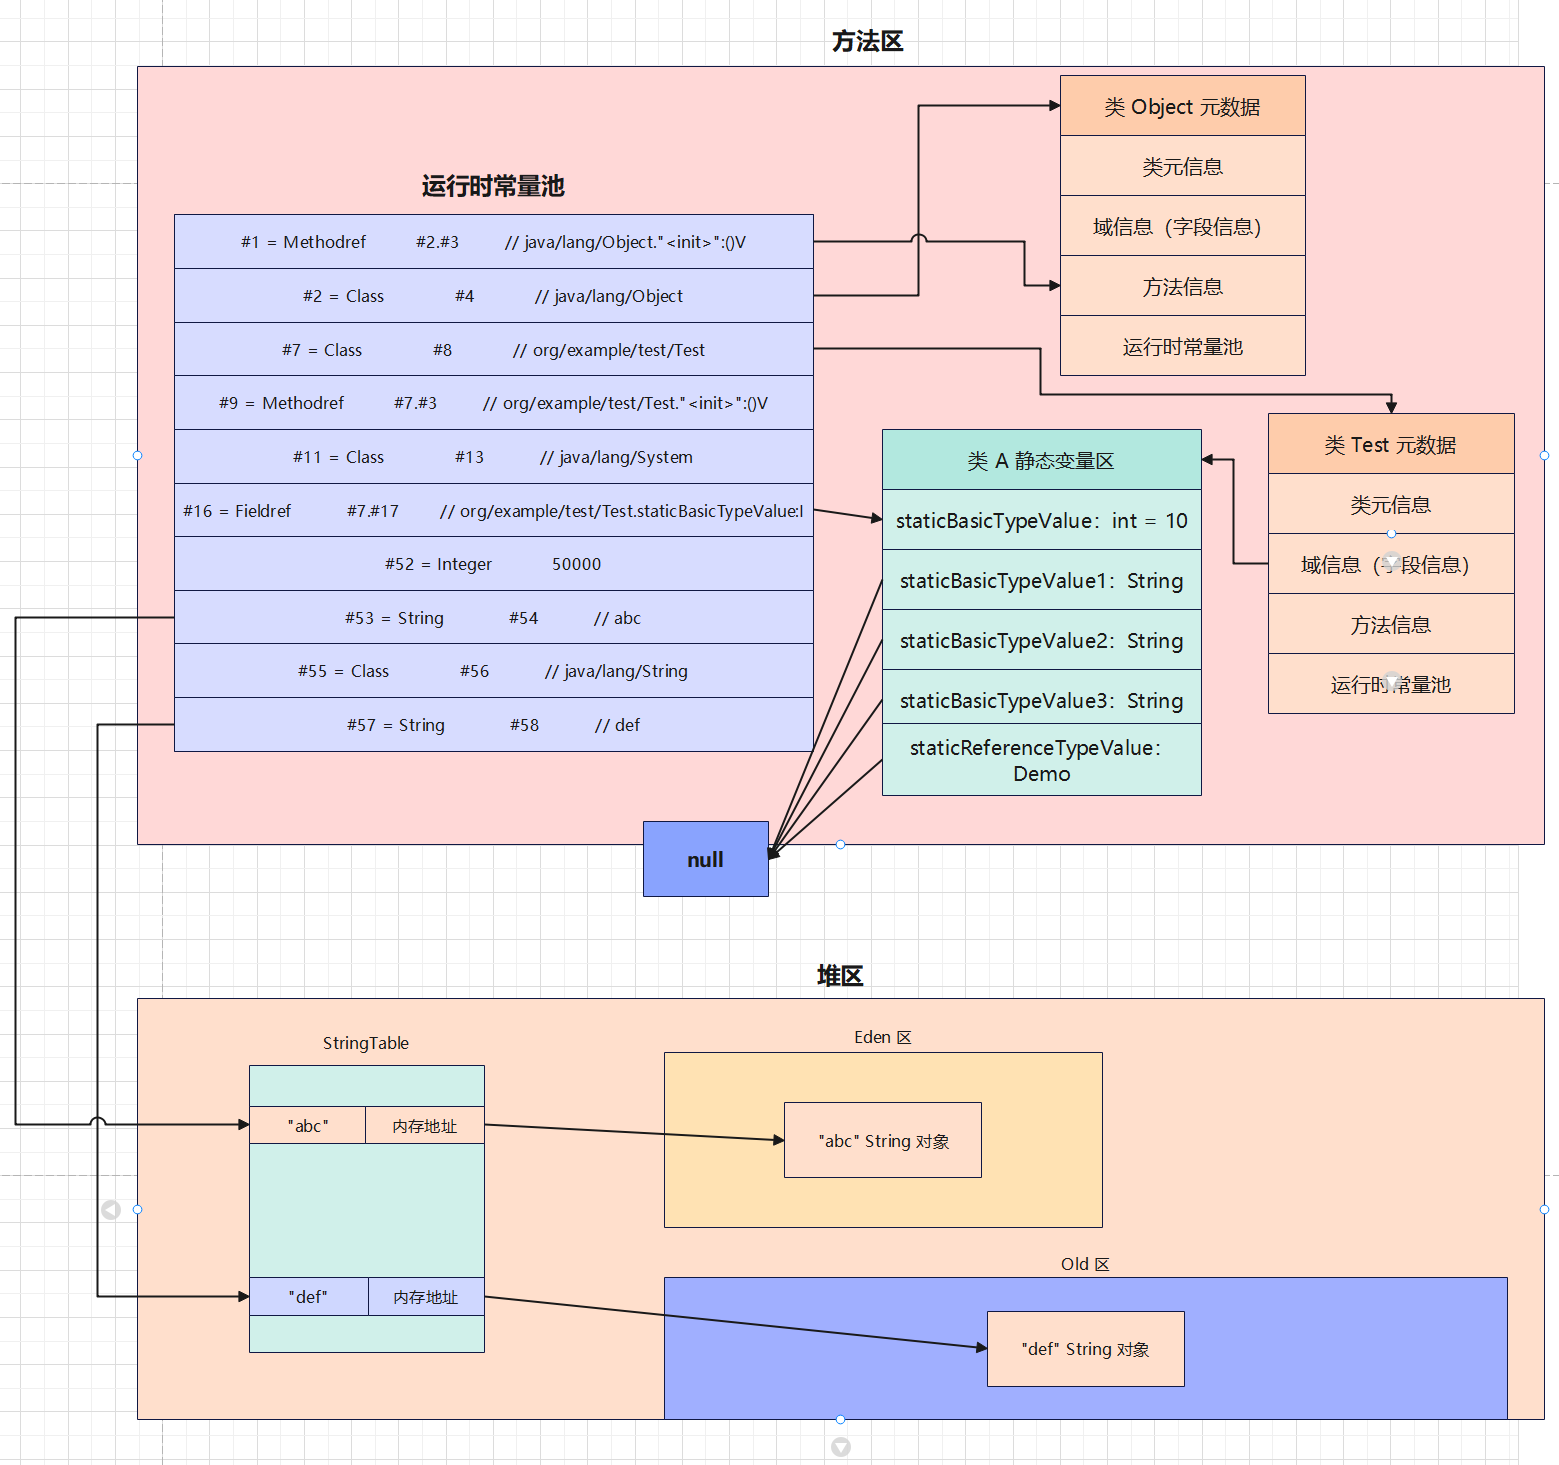 方法区
类 Object 元数据
类元信息
域信息（字段信息）
方法信息
运行时常量池
运行时常量池
#1 = Methodref #2.#3 // java/lang/Object."<init>":()V
#2 = Class #4 // java/lang/Object
#7 = Class #8 // org/example/test/Test
#9 = Methodref #7.#3 // org/example/test/Test."<init>":()V
#11 = Class #13 // java/lang/System
#16 = Fieldref #7.#17 // org/example/test/Test.staticBasicTypeValue:I
#52 = Integer 50000
#53 = String #54 // abc
#55 = Class #56 // java/lang/String
#57 = String #58 // def
类 A 静态变量区
staticBasicTypeValue：int = 10
staticBasicTypeValue1：String
staticBasicTypeValue2：String
staticBasicTypeValue3：String
staticReferenceTypeValue：
Demo
类 Test 元数据
类元信息
域信息（字段信息）
方法信息
运行时常量池
null
堆区
StringTable
"abc" 内存地址
"def" 内存地址
Eden 区
"abc" String 对象
Old 区
"def" String 对象